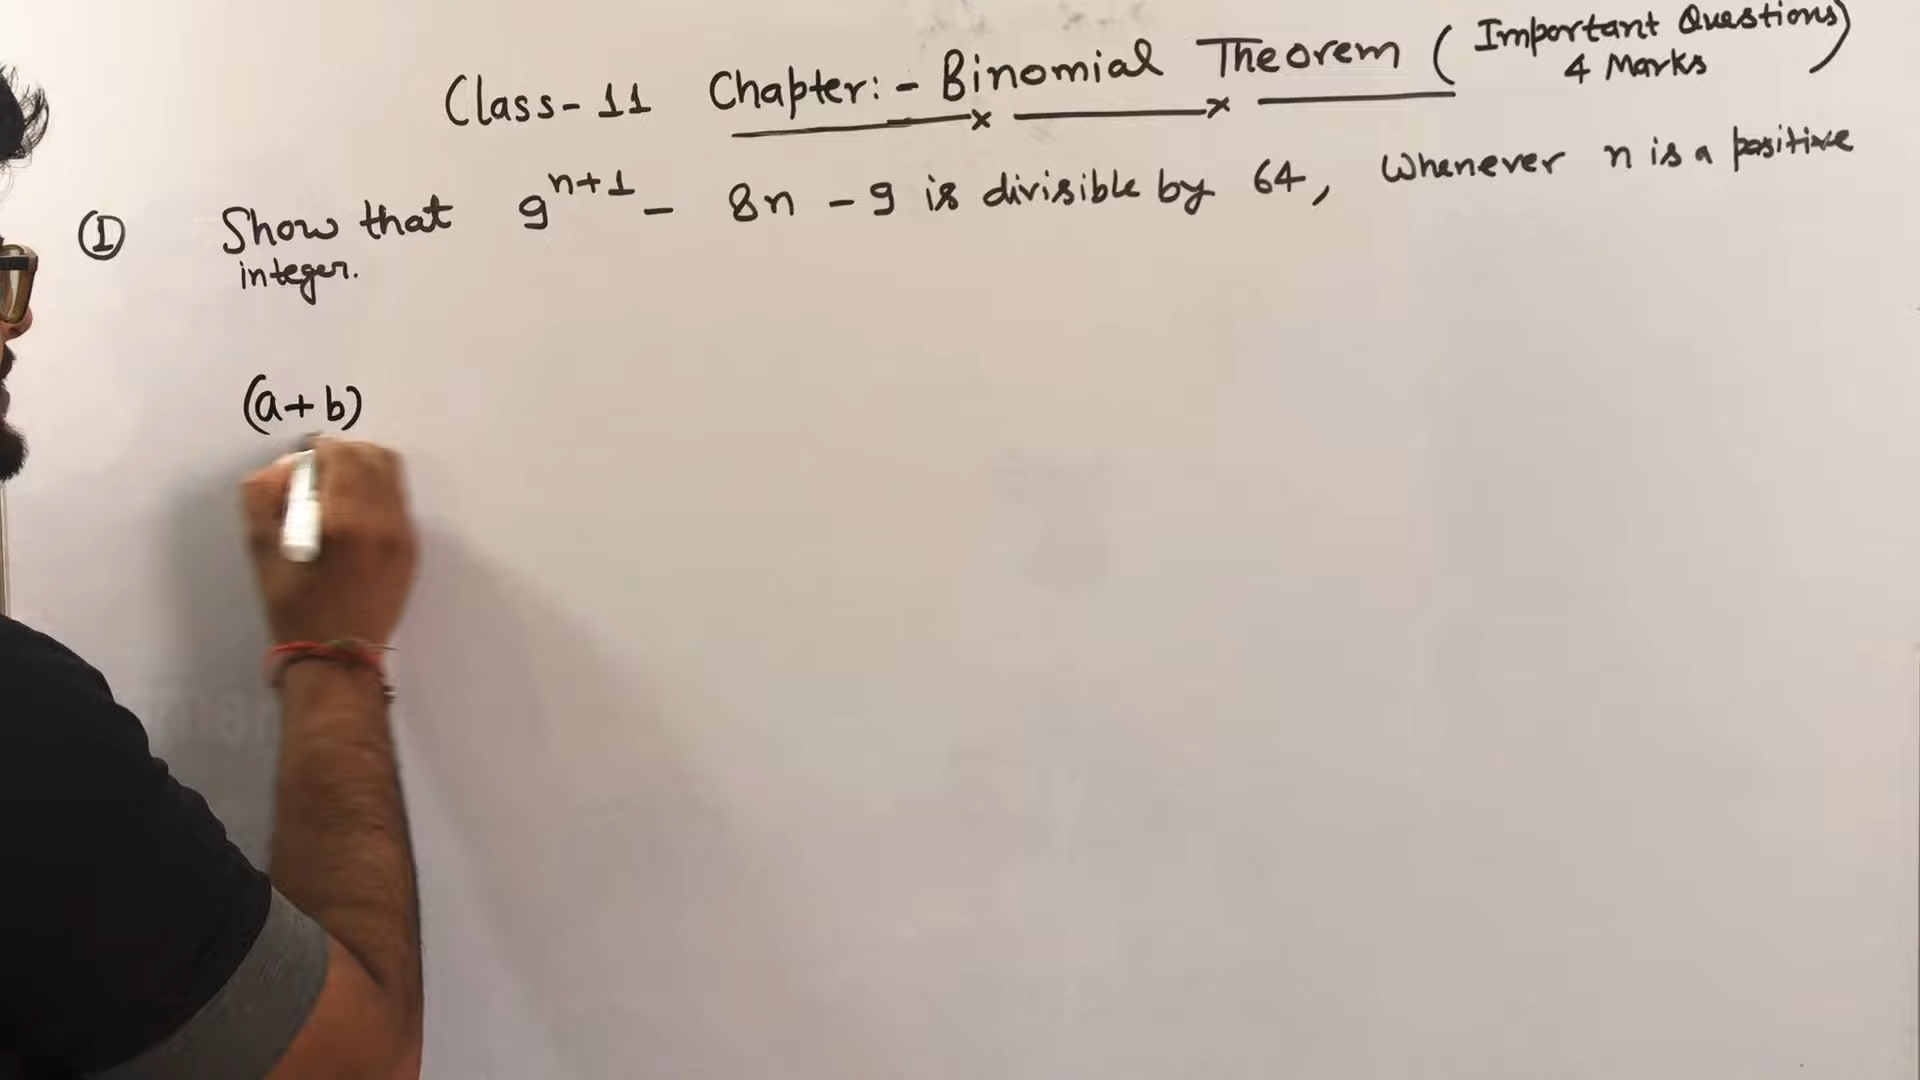 Class-11 Chapter:- Binomial Theorem (Important Questions)
4 Marks
① Show that 9^{n+1} - 8n - 9 is divisible by 64, Whenever n is a positive
integer.
(a+b)